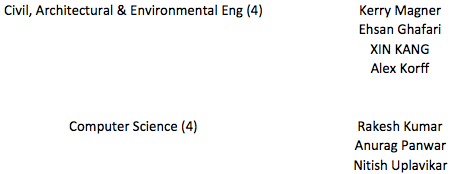 Civil, Architectural & Environmental Eng (4) Kerry Magner
Ehsan Ghafari
XIN KANG
Alex Korff
Computer Science (4) Rakesh Kumar
Anurag Panwar
Nitish Uplavikar